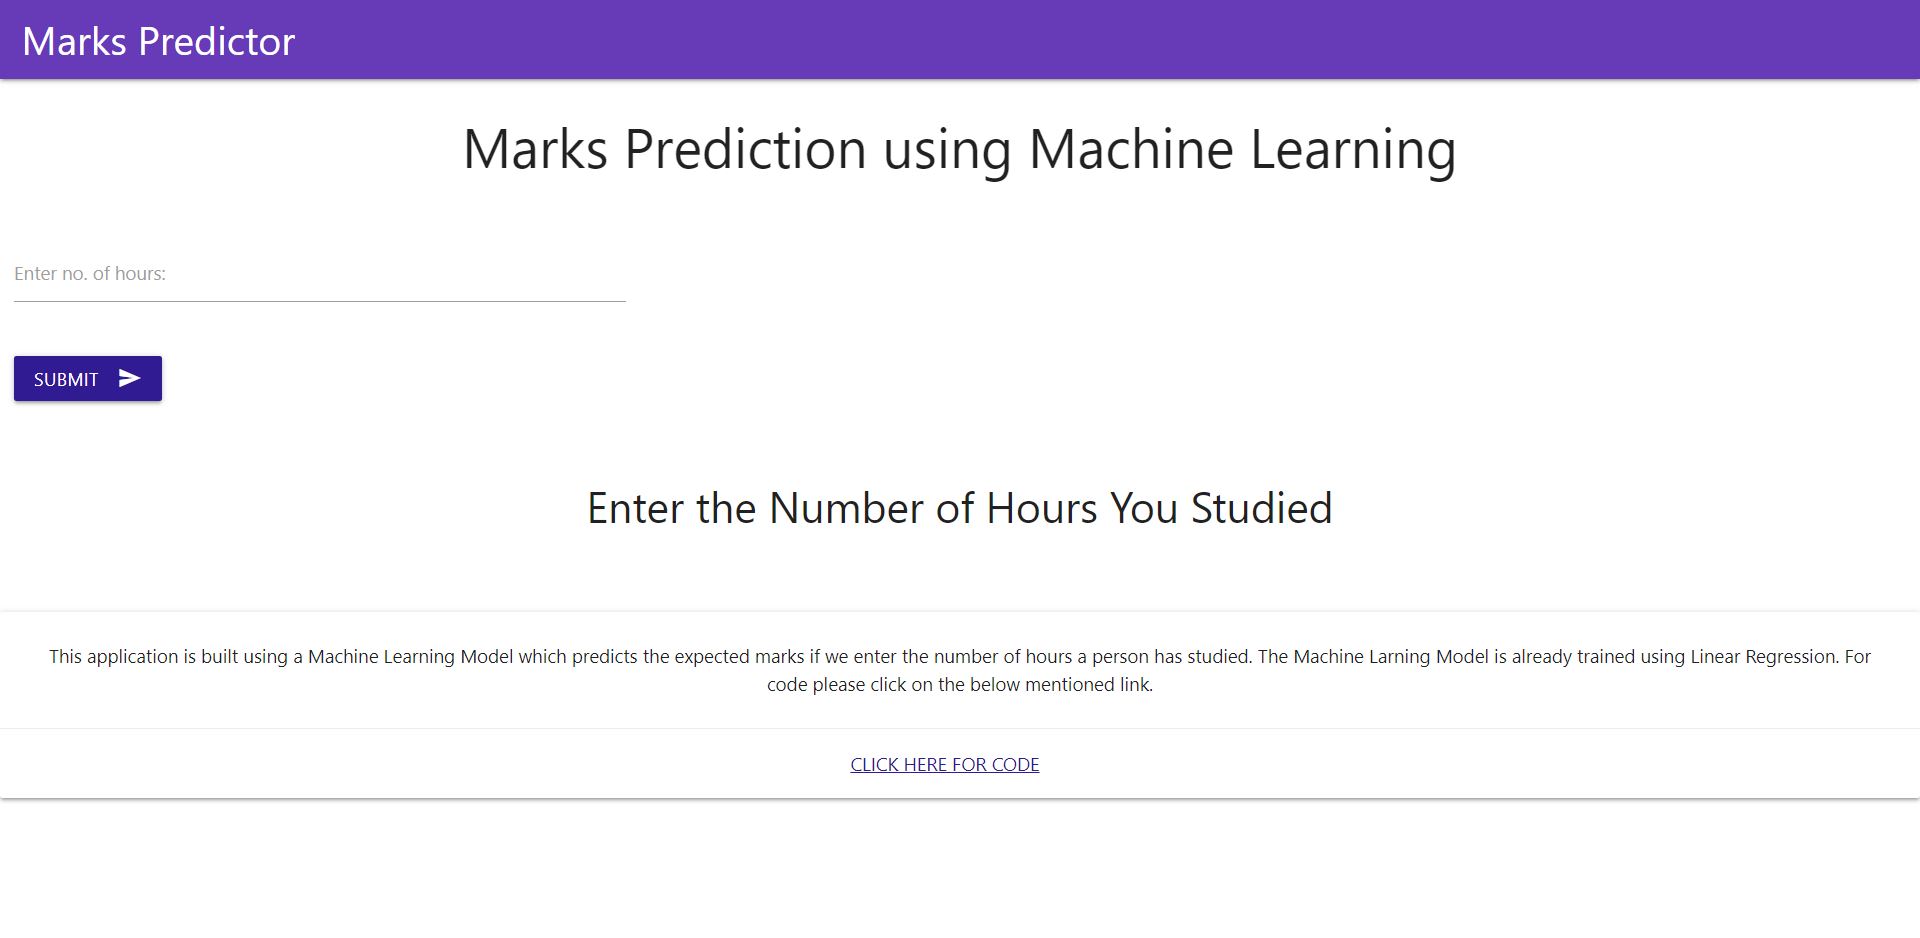 Marks Predictor
Marks Prediction using Machine Learning
Enter no. of hours:
SUBMIT
Enter the Number of Hours You Studied
This application is built using a Machine Learning Model which predicts the expected marks if we enter the number of hours a person has studied. The Machine Larning Model is already trained using Linear Regression. For
code please click on the below mentioned link.
CLICK HERE FOR CODE